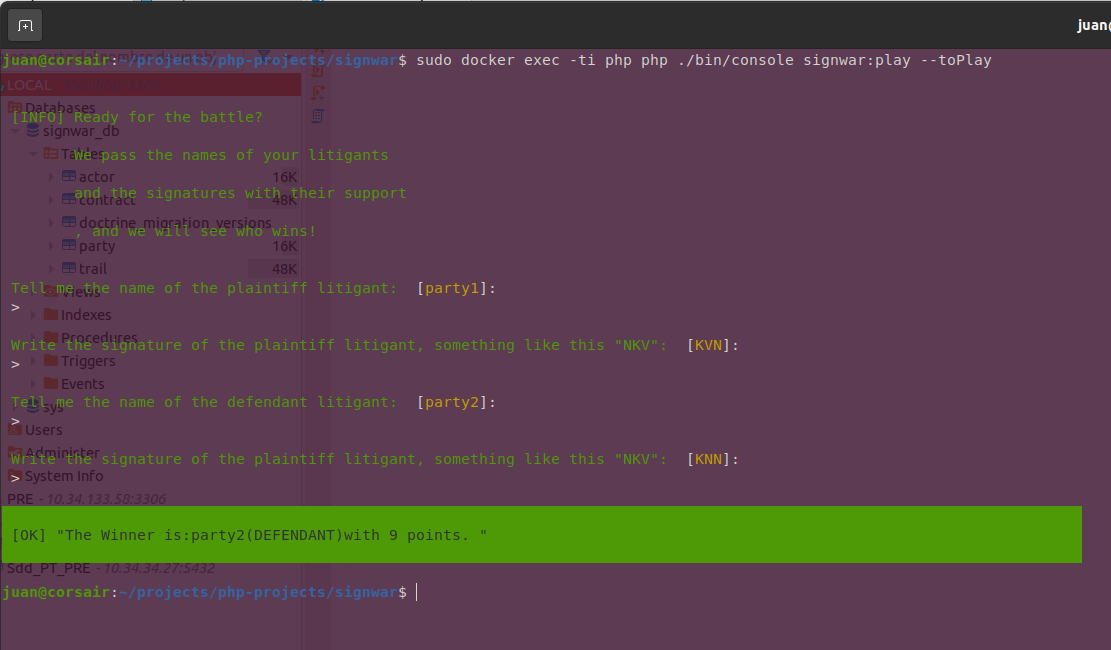 juan@
juan@corsair:~/projects/php-projects/signwar$ sudo docker exec -ti php php ./bin/console signwar:play --toPlay
LOCAL
Databases
[INFO] Ready for the battle?
signwar_db
Tables
We pass the names of your litigants
actor 16K
and the signatures with their support
contract 48K
doctrine_migration_versions
, and we will see who wins!
party 16K
trail 48K
Tell me the name of the plaintiff litigant:  [party1]:
Views
>
Indexes
Procedures
Write the signature of the plaintiff litigant, something like this "NKV":  [KVN]:
Triggers
>
Events
Tell me the name of the defendant litigant:  [party2]:
sys
>
Users
Administer
Write the signature of the plaintiff litigant, something like this "NKV":  [KNN]:
System Info
>
PRE - 10.34.133.58:3306
[OK] "The Winner is:party2(DEFENDANT)with 9 points. "
Sdd_PT_PRE - 10.34.34.27:5432
juan@corsair:~/projects/php-projects/signwar$